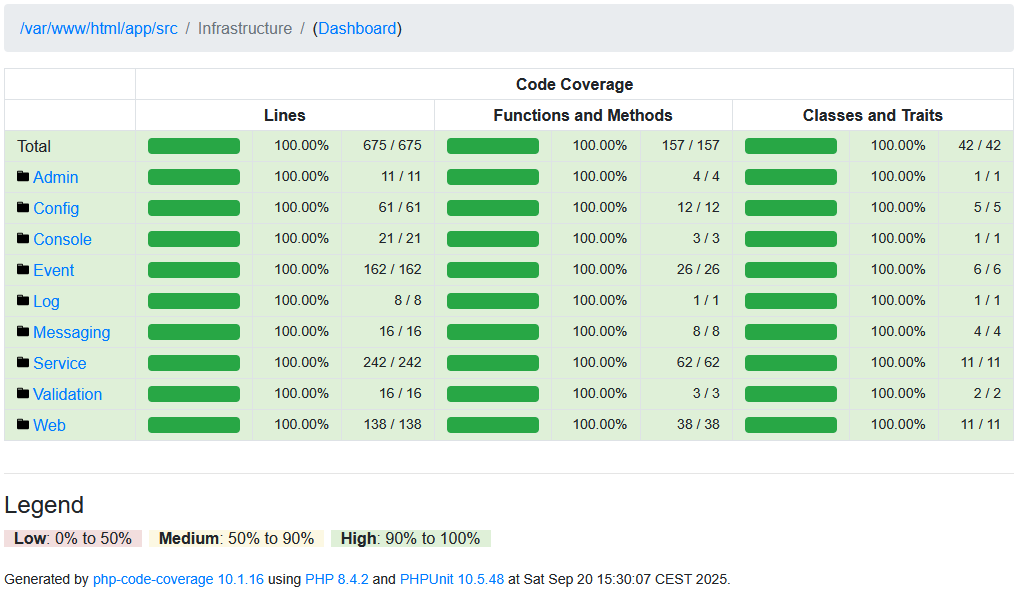 /var/www/html/app/src / Infrastructure / (Dashboard)
Code Coverage
Lines Functions and Methods Classes and Traits
Total 100.00% 675 / 675 100.00% 157 / 157 100.00% 42 / 42
Admin 100.00% 11 / 11 100.00% 4 / 4 100.00% 1 / 1
Config 100.00% 61 / 61 100.00% 12 / 12 100.00% 5 / 5
Console 100.00% 21 / 21 100.00% 3 / 3 100.00% 1 / 1
Event 100.00% 162 / 162 100.00% 26 / 26 100.00% 6 / 6
Log 100.00% 8 / 8 100.00% 1 / 1 100.00% 1 / 1
Messaging 100.00% 16 / 16 100.00% 8 / 8 100.00% 4 / 4
Service 100.00% 242 / 242 100.00% 62 / 62 100.00% 11 / 11
Validation 100.00% 16 / 16 100.00% 3 / 3 100.00% 2 / 2
Web 100.00% 138 / 138 100.00% 38 / 38 100.00% 11 / 11
Legend
Low: 0% to 50% Medium: 50% to 90% High: 90% to 100%
Generated by php-code-coverage 10.1.16 using PHP 8.4.2 and PHPUnit 10.5.48 at Sat Sep 20 15:30:07 CEST 2025.